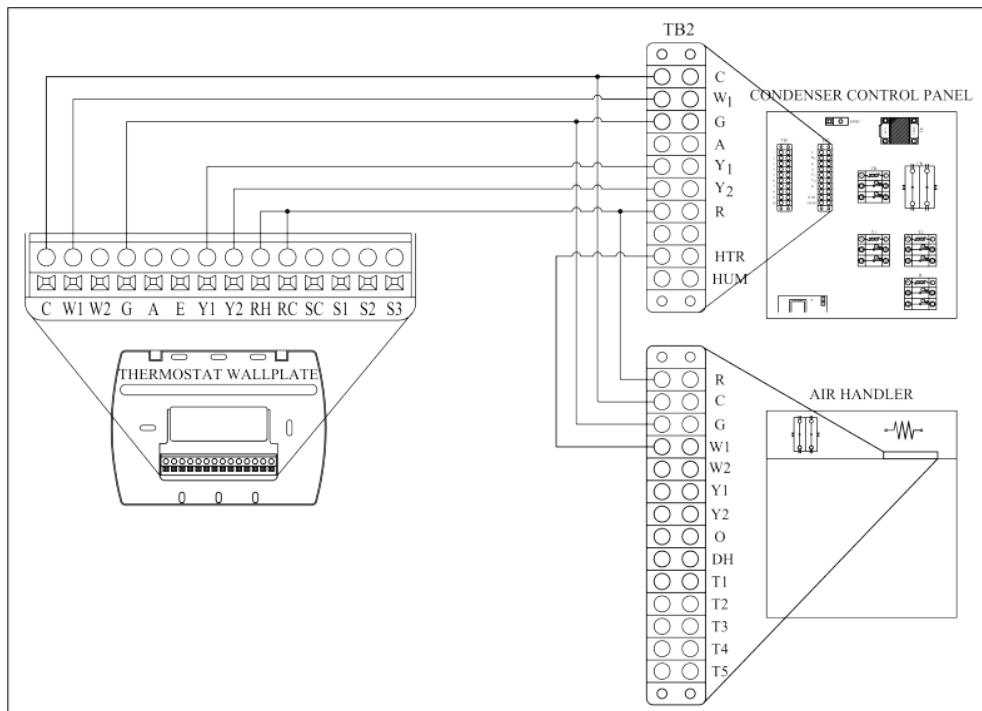 TB2
C
W1
G
A
Y1
Y2
R
HTR
HUM
CONDENSER CONTROL PANEL
C W1 W2 G A E Y1 Y2 RH RC SC S1 S2 S3
THERMOSTAT WALLPLATE
R
C
G
W1
W2
Y1
Y2
O
DH
T1
T2
T3
T4
T5
AIR HANDLER